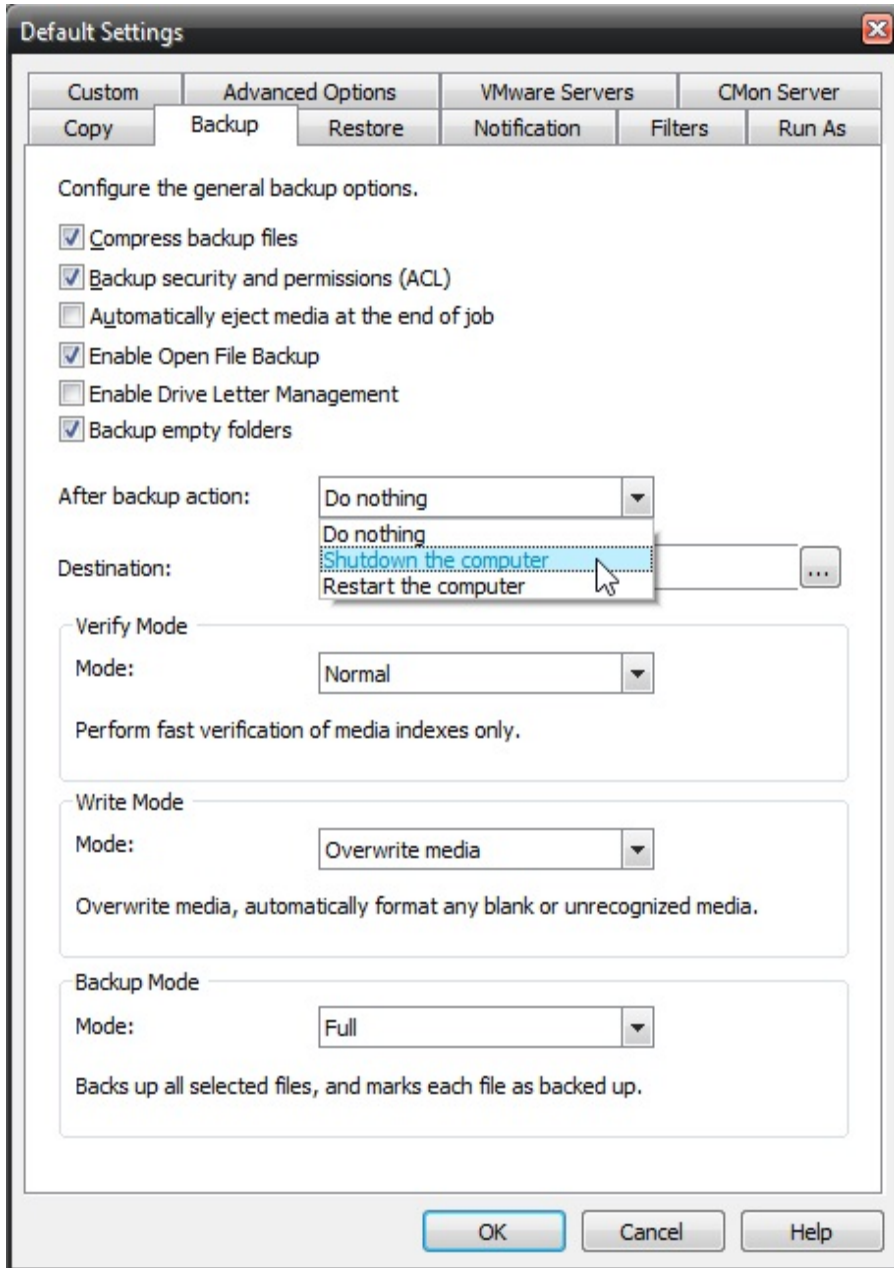 Default Settings
Custom
Advanced Options
VMware Servers
CMon Server
Copy
Backup
Restore
Notification
Filters
Run As
Configure the general backup options.
Compress backup files
Backup security and permissions (ACL)
Automatically eject media at the end of job
Enable Open File Backup
Enable Drive Letter Management
Backup empty folders
After backup action:
Do nothing
Do nothing
Shutdown the computer
Restart the computer
Destination:
...
Verify Mode
Mode:
Normal
Perform fast verification of media indexes only.
Write Mode
Mode:
Overwrite media
Overwrite media, automatically format any blank or unrecognized media.
Backup Mode
Mode:
Full
Backs up all selected files, and marks each file as backed up.
OK
Cancel
Help